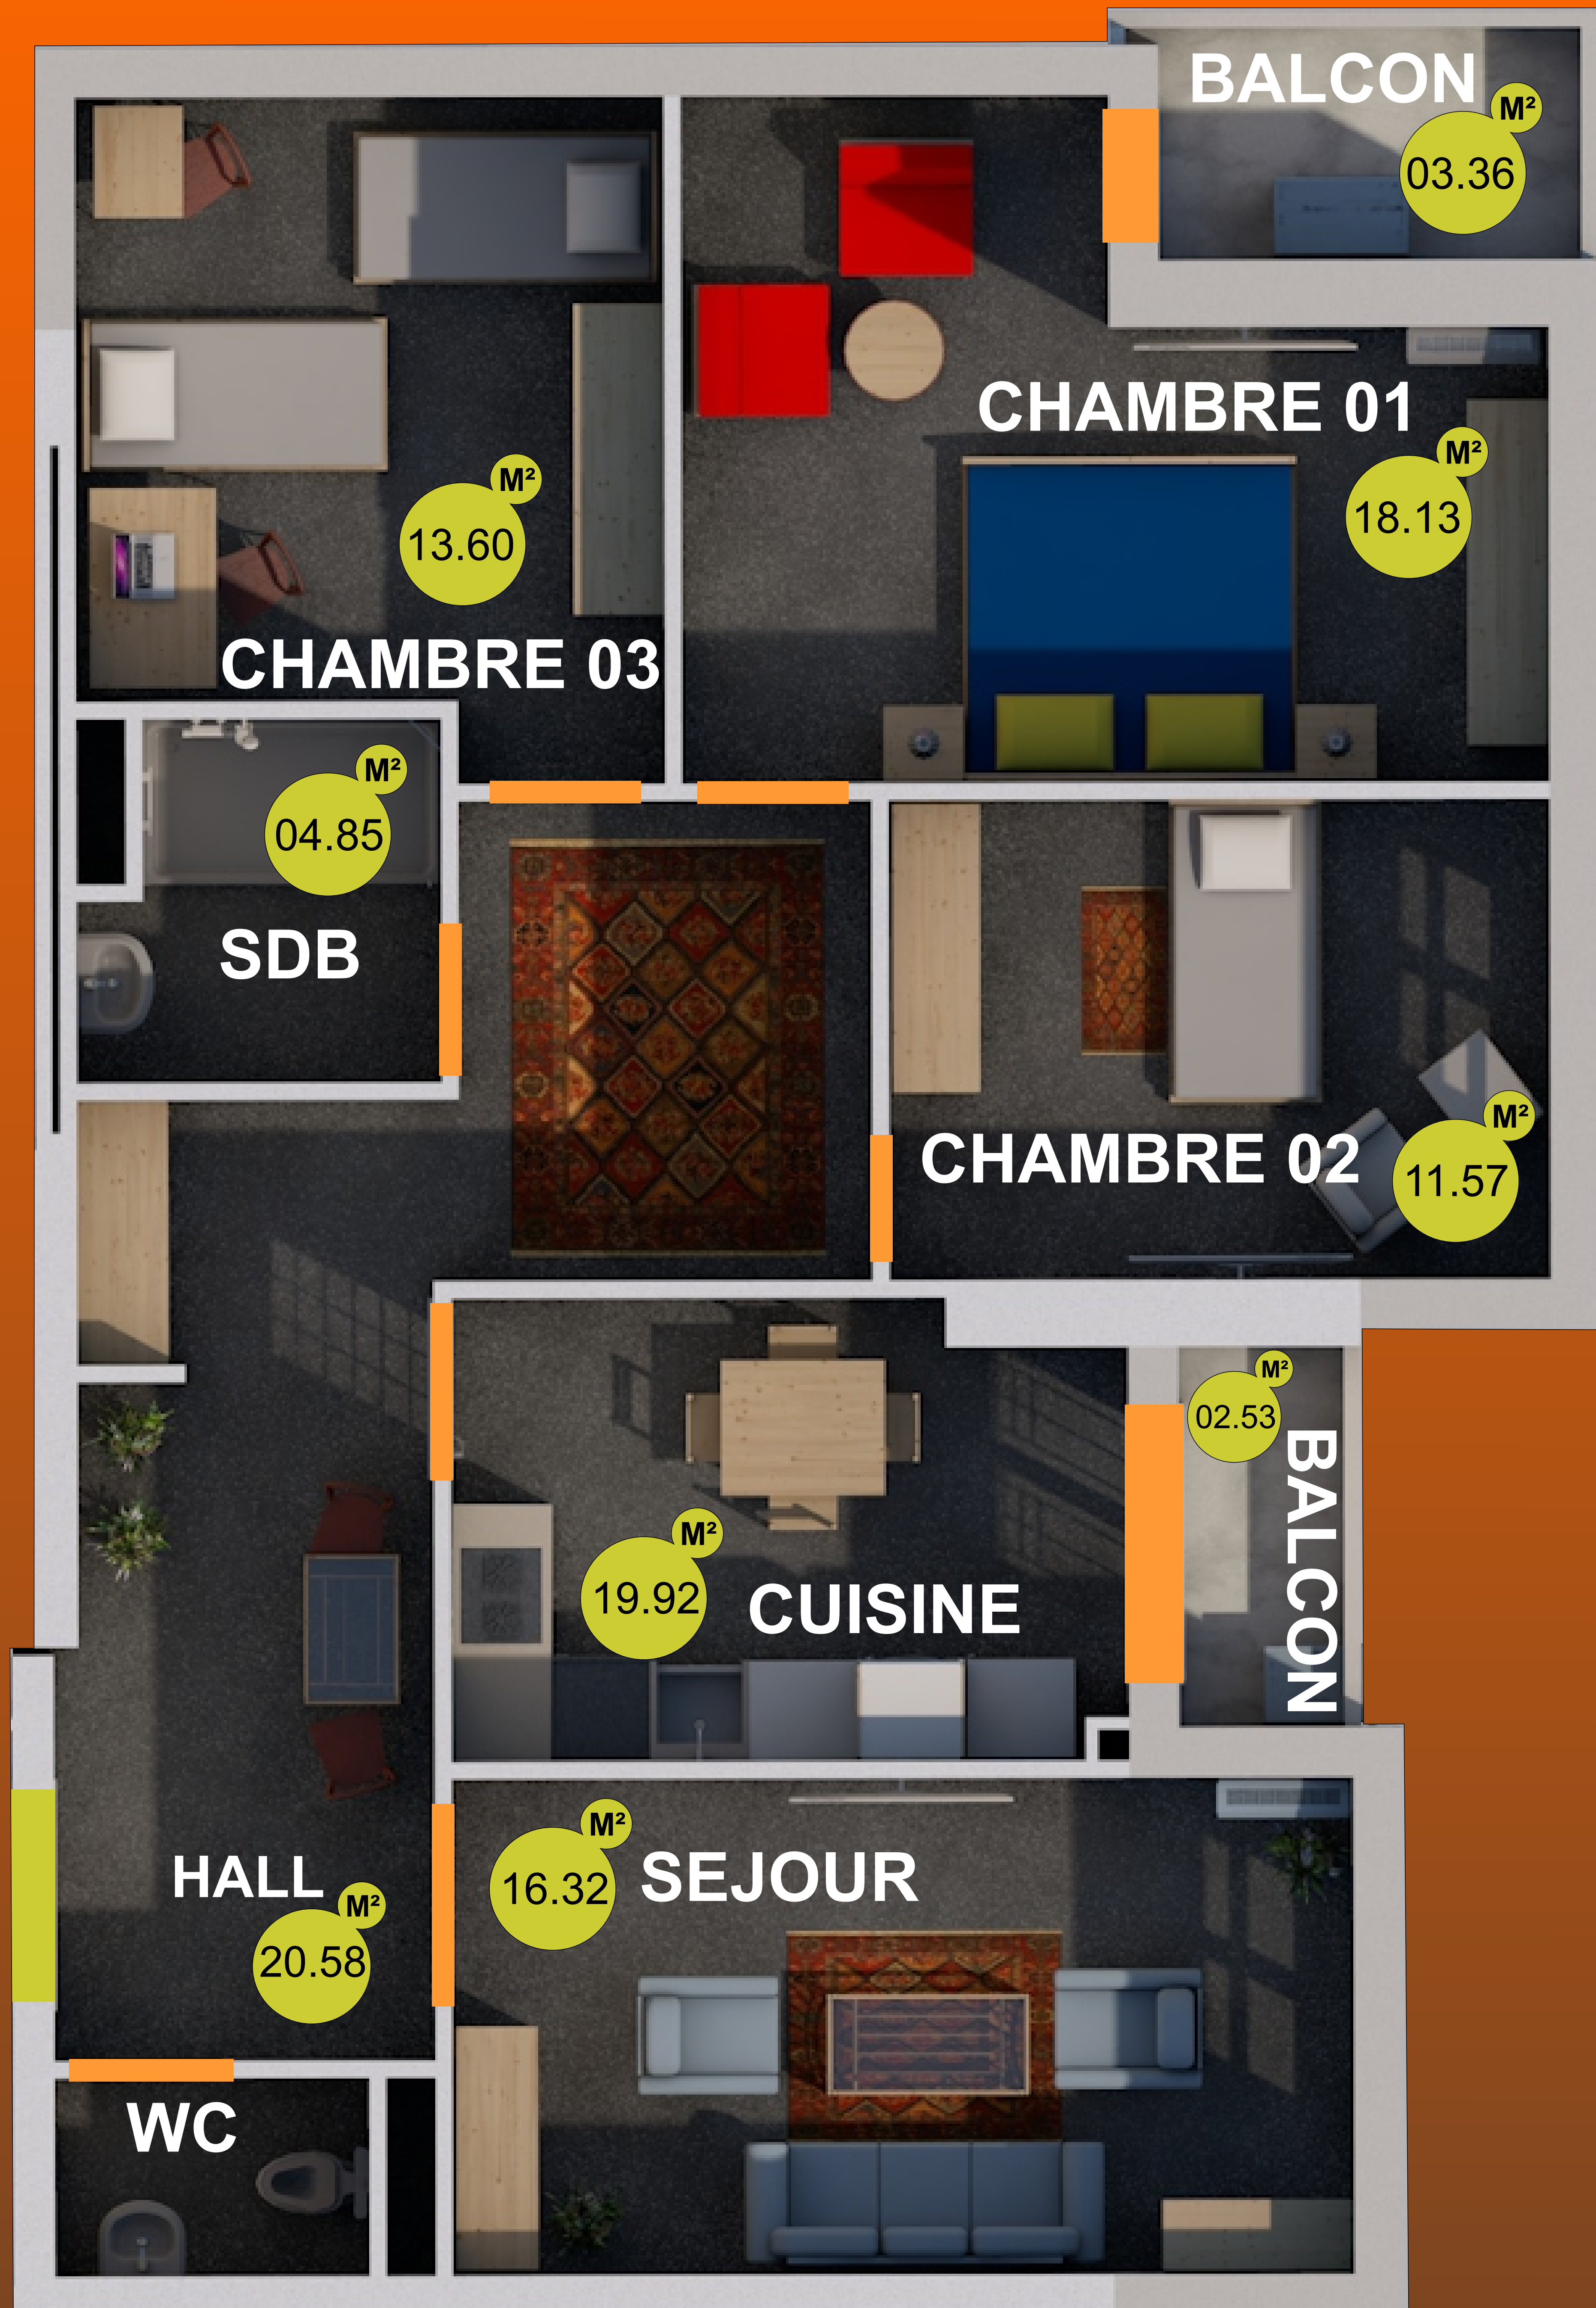 BALCON
M²
03.36
CHAMBRE 01
M²
18.13
M²
13.60
CHAMBRE 03
M²
04.85
SDB
CHAMBRE 02
M²
11.57
M²
02.53
BALCON
M²
19.92
CUISINE
M²
16.32
SEJOUR
HALL
M²
20.58
WC